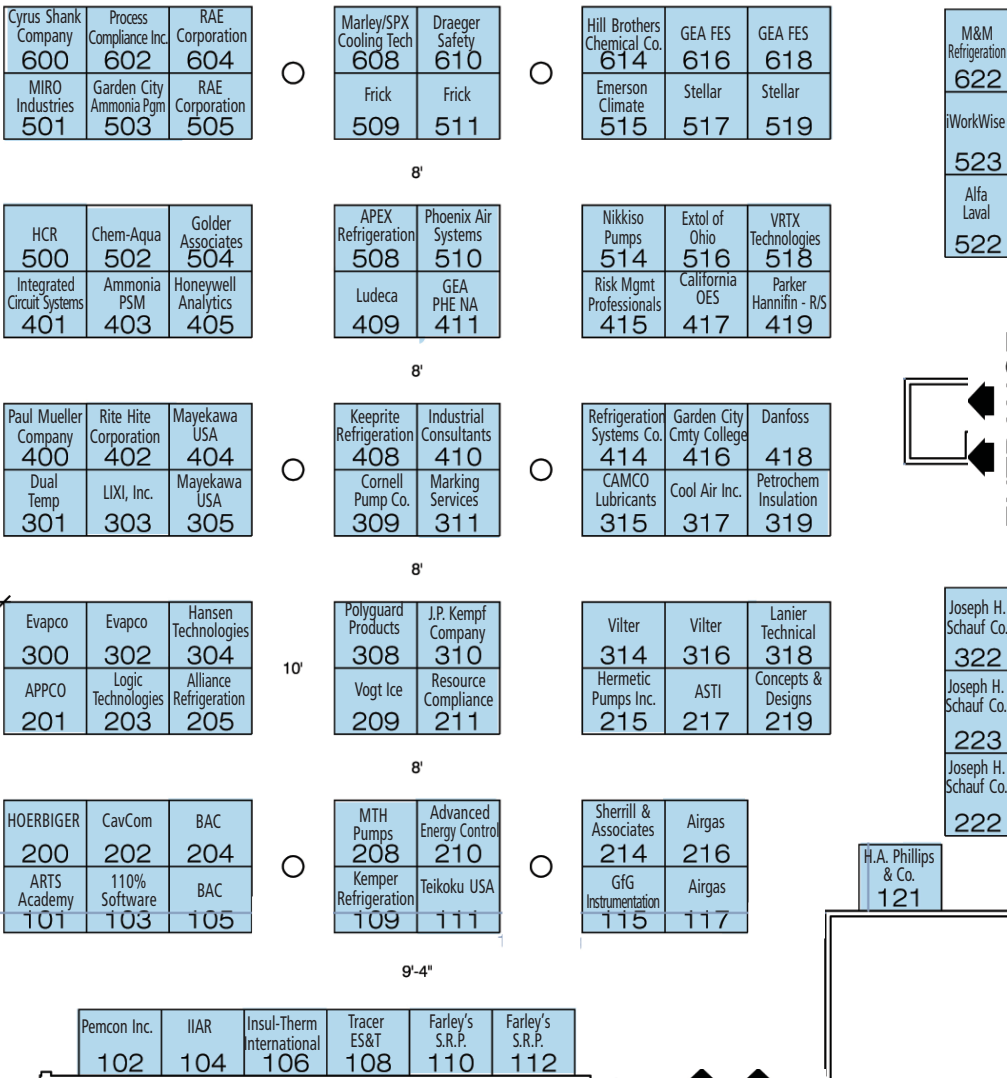 Cyrus Shank
Company
600
Process
Compliance Inc.
602
RAE
Corporation
604
Marley/SPX
Cooling Tech
608
Draeger
Safety
610
Hill Brothers
Chemical Co.
614
GEA FES
616
GEA FES
618
M&M
Refrigeration
622
MIRO
Industries
501
Garden City
Ammonia Pgm
503
RAE
Corporation
505
Frick
509
Frick
511
Emerson
Climate
515
Stellar
517
Stellar
519
iWorkWise
523
Alfa
Laval
522
8'
HCR
500
Chem-Aqua
502
Golder
Associates
504
APEX
Refrigeration
508
Phoenix Air
Systems
510
Nikkiso
Pumps
514
Extol of
Ohio
516
VRTX
Technologies
518
Integrated
Circuit Systems
401
Ammonia
PSM
403
Honeywell
Analytics
405
Ludeca
409
GEA
PHE NA
411
Risk Mgmt
Professionals
415
California
OES
417
Parker
Hannifin - R/S
419
8'
Paul Mueller
Company
400
Rite Hite
Corporation
402
Mayekawa
USA
404
Keeprite
Refrigeration
408
Industrial
Consultants
410
Refrigeration
Systems Co.
414
Garden City
Cmty College
416
Danfoss
418
Dual
Temp
301
LIXI, Inc.
303
Mayekawa
USA
305
Cornell
Pump Co.
309
Marking
Services
311
CAMCO
Lubricants
315
Cool Air Inc.
317
Petrochem
Insulation
319
8'
Evapco
300
Evapco
302
Hansen
Technologies
304
10'
Polyguard
Products
308
J.P. Kempf
Company
310
Vilter
314
Vilter
316
Lanier
Technical
318
Joseph H.
Schauf Co.
322
APPCO
201
Logic
Technologies
203
Alliance
Refrigeration
205
Vogt Ice
209
Resource
Compliance
211
Hermetic
Pumps Inc.
215
ASTI
217
Concepts &
Designs
219
Joseph H.
Schauf Co.
223
Joseph H.
Schauf Co.
222
8'
HOERBIGER
200
CavCom
202
BAC
204
MTH
Pumps
208
Advanced
Energy Control
210
Sherrill &
Associates
214
Airgas
216
ARTS
Academy
101
110%
Software
103
BAC
105
Kemper
Refrigeration
109
Teikoku USA
111
GfG
Instrumentation
115
Airgas
117
H.A. Phillips
& Co.
121
9'-4"
Pemcon Inc.
102
IIAR
104
Insul-Therm
International
106
Tracer
ES&T
108
Farley's
S.R.P.
110
Farley's
S.R.P.
112